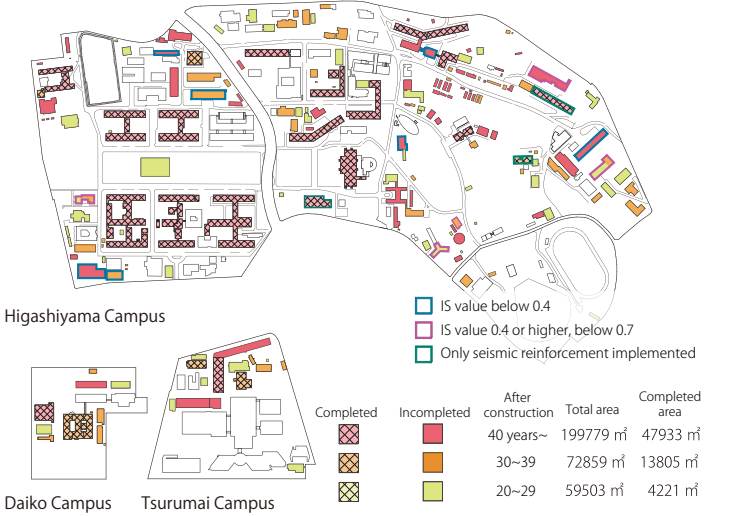 Higashiyama Campus
IS value below 0.4
IS value 0.4 or higher, below 0.7
Only seismic reinforcement implemented
Daiko Campus
Tsurumai Campus
Completed Incompleted After construction Total area Completed area
40 years~ 199779 ㎡ 47933 ㎡
30~39 72859 ㎡ 13805 ㎡
20~29 59503 ㎡ 4221 ㎡